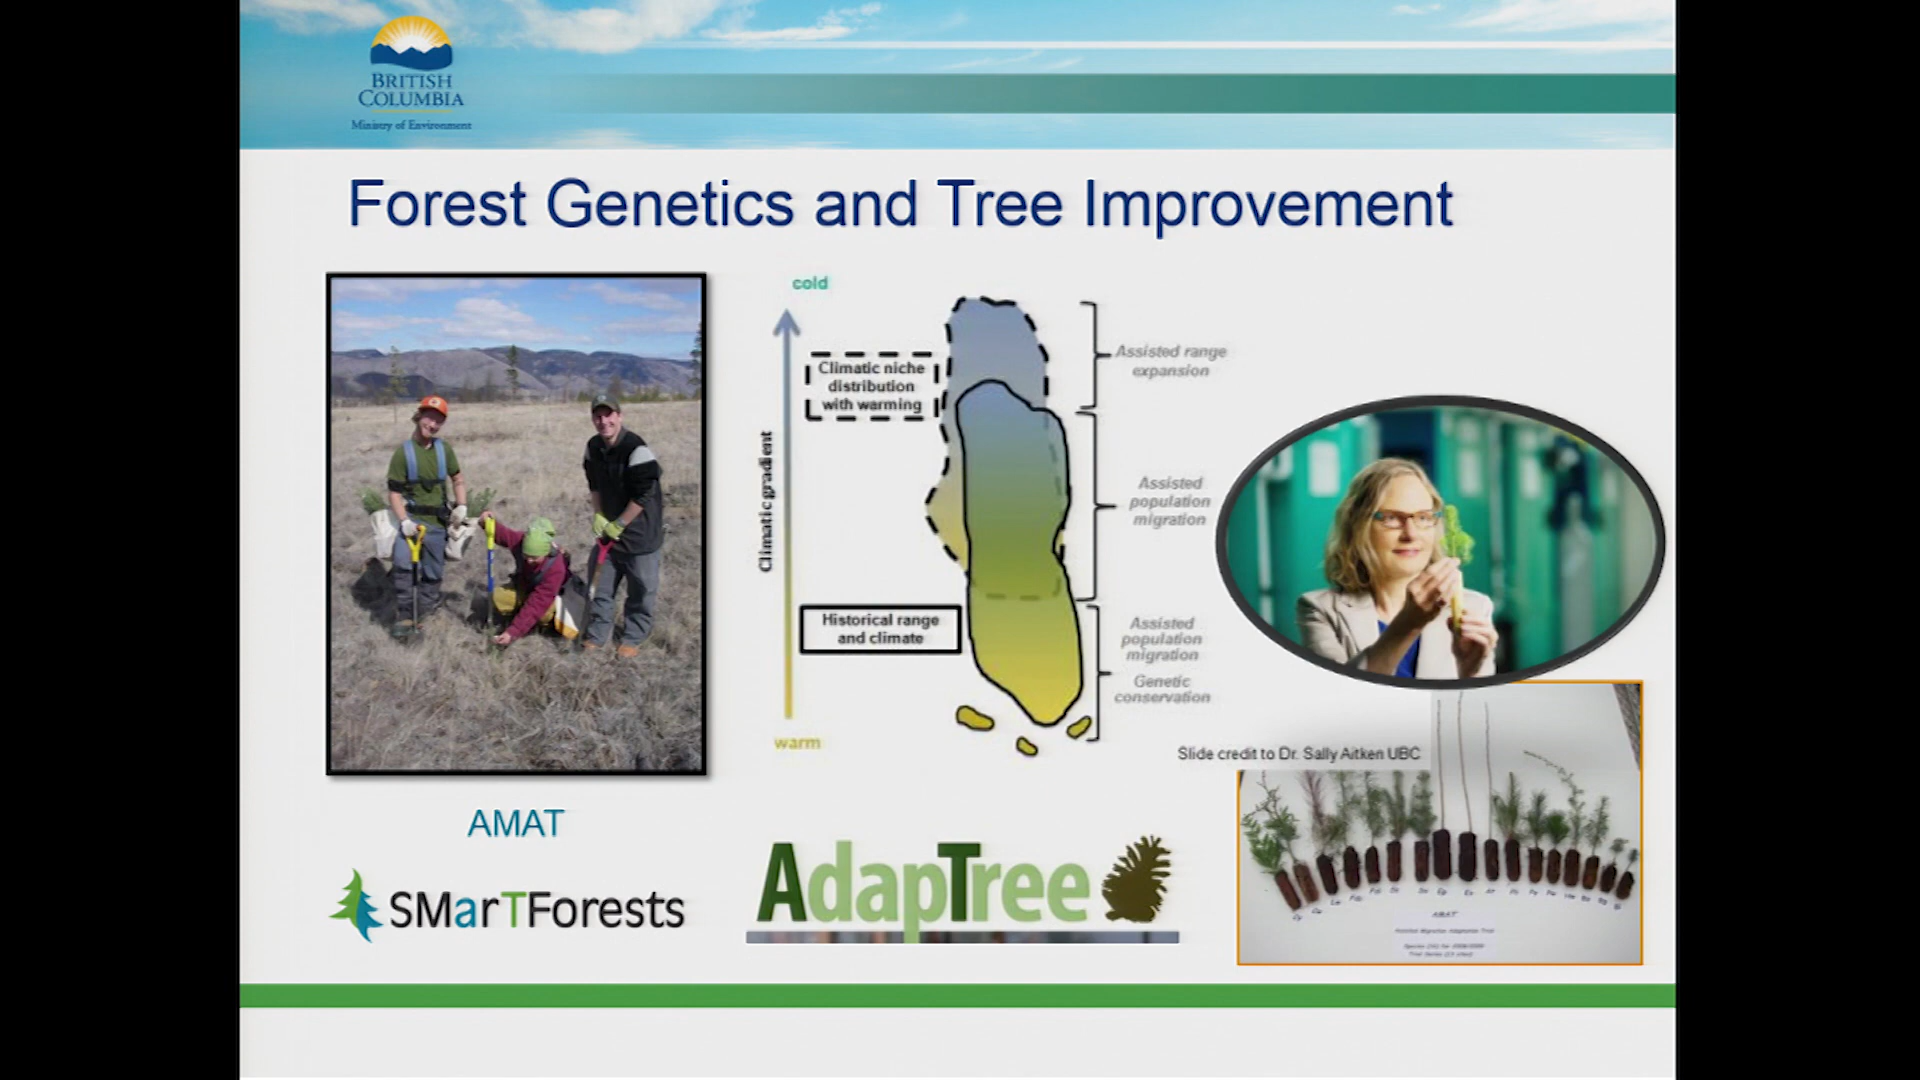 BRITISH
COLUMBIA
Ministry of Environment
Forest Genetics and Tree Improvement
cold
Climatic niche
distribution
with warming
Climatic gradient
Historical range
and climate
warm
Assisted range
expansion
Assisted
population
migration
Assisted
population
migration
Genetic
conservation
Slide credit to Dr. Sally Aitken UBC
AMAT
SMarTForests
AdapTree
AMAT